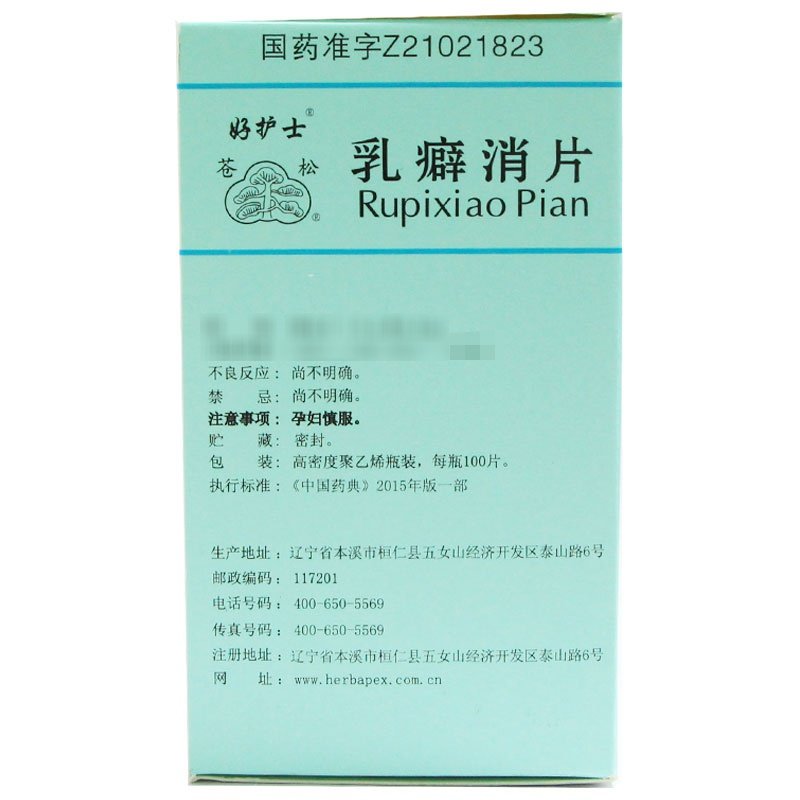 国药准字Z21021823
好护士®
苍松®
乳癖消片
Rupixiao Pian
不良反应：尚不明确。
禁　　忌：尚不明确。
注意事项：孕妇慎服。
贮　　藏：密封。
包　　装：高密度聚乙烯瓶装，每瓶100片。
执行标准：《中国药典》2015年版一部
生产地址：辽宁省本溪市桓仁县五女山经济开发区泰山路6号
邮政编码：117201
电话号码：400-650-5569
传真号码：400-650-5569
注册地址：辽宁省本溪市桓仁县五女山经济开发区泰山路6号
网　　址：www.herbapex.com.cn